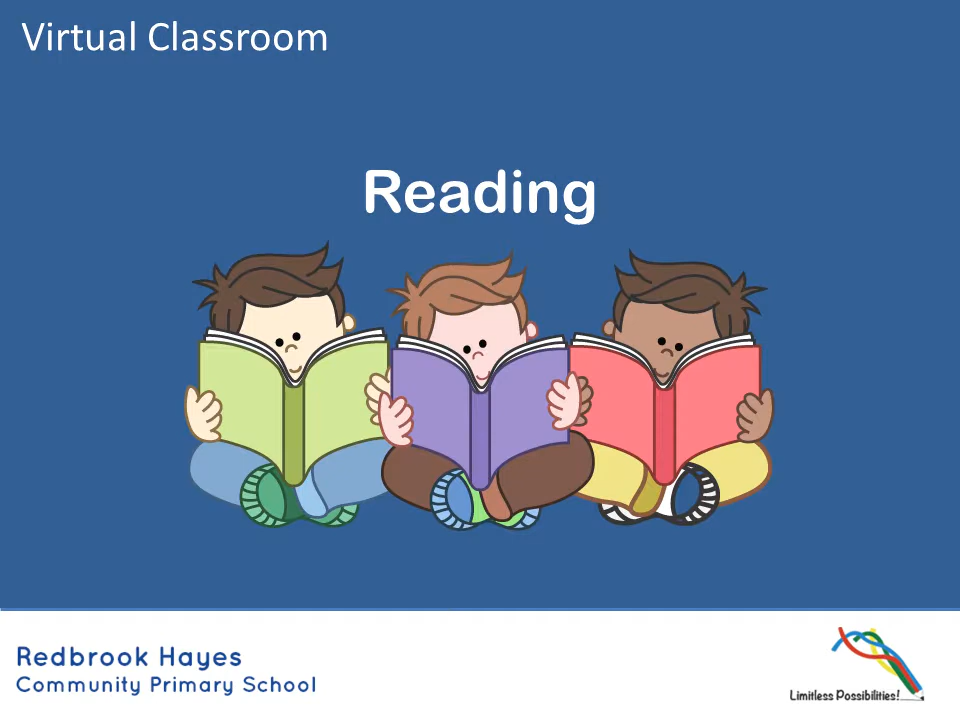 Virtual Classroom
Reading
Redbrook Hayes
Community Primary School
Limitless Possibilities!